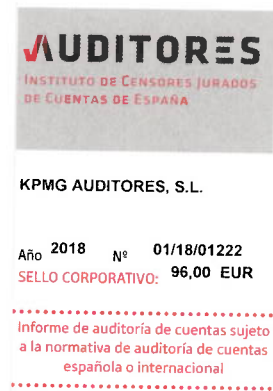 AUDITORES
INSTITUTO DE CENSORES JURADOS
DE CUENTAS DE ESPAÑA
KPMG AUDITORES, S.L.
Año 2018 Nº 01/18/01222
SELLO CORPORATIVO: 96,00 EUR
Informe de auditoría de cuentas sujeto
a la normativa de auditoría de cuentas
española o internacional